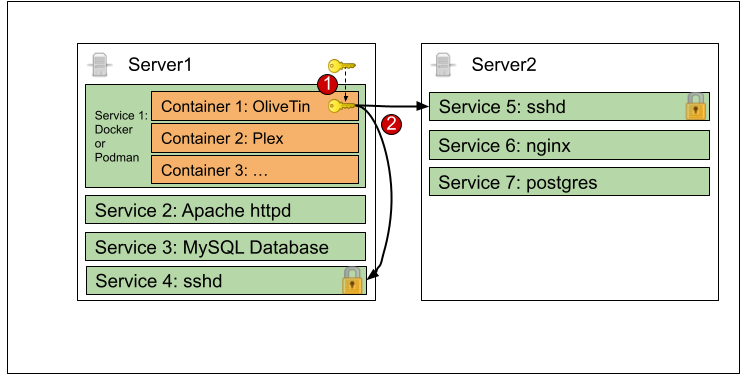 Server1
Server2
1
Service 1:
Docker
or
Podman
Container 1: OliveTin
Container 2: Plex
Container 3: …
2
Service 2: Apache httpd
Service 3: MySQL Database
Service 4: sshd
Service 5: sshd
Service 6: nginx
Service 7: postgres